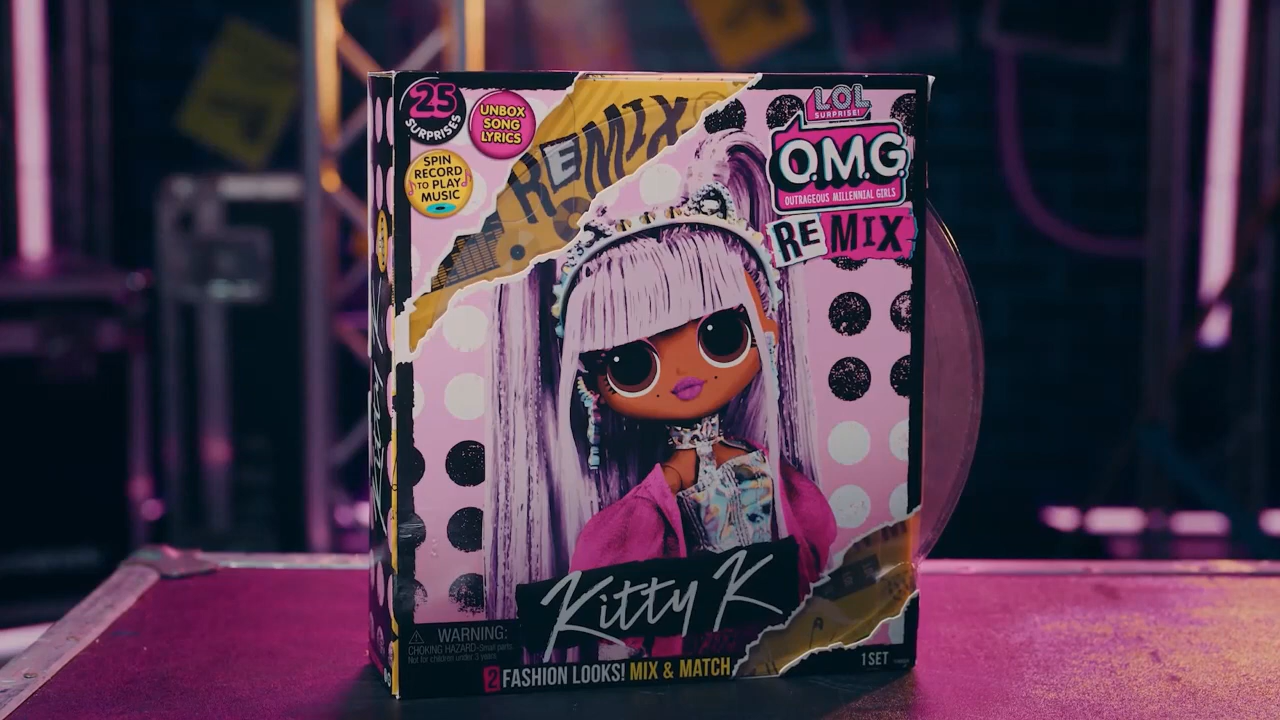 25
SURPRISES
UNBOX
SONG
LYRICS
SPIN
RECORD
TO PLAY
MUSIC
REMIX
LOL
SURPRISE!
O.M.G.
OUTRAGEOUS MILLENNIAL GIRLS
REMIX
Kitty K
WARNING:
CHOKING HAZARD-Small parts.
Not for children under 3 years.
2 FASHION LOOKS! MIX & MATCH
1 SET